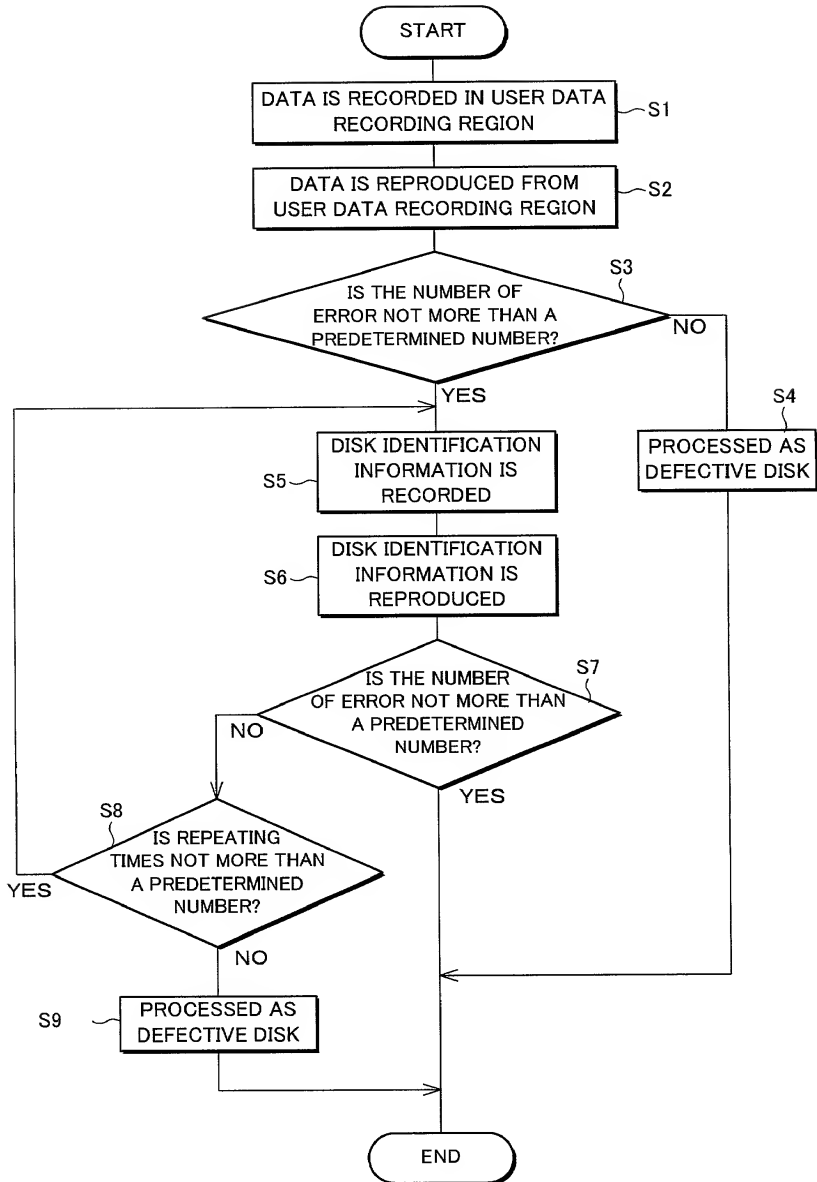 START
DATA IS RECORDED IN USER DATA
RECORDING REGION
S1
DATA IS REPRODUCED FROM
USER DATA RECORDING REGION
S2
S3
IS THE NUMBER OF
ERROR NOT MORE THAN A
PREDETERMINED NUMBER?
NO
YES
S4
PROCESSED AS
DEFECTIVE DISK
DISK IDENTIFICATION
INFORMATION IS
RECORDED
S5
DISK IDENTIFICATION
INFORMATION IS
REPRODUCED
S6
S7
IS THE NUMBER
OF ERROR NOT MORE THAN
A PREDETERMINED
NUMBER?
NO
YES
S8
IS REPEATING
TIMES NOT MORE THAN
A PREDETERMINED
NUMBER?
YES
NO
S9
PROCESSED AS
DEFECTIVE DISK
END